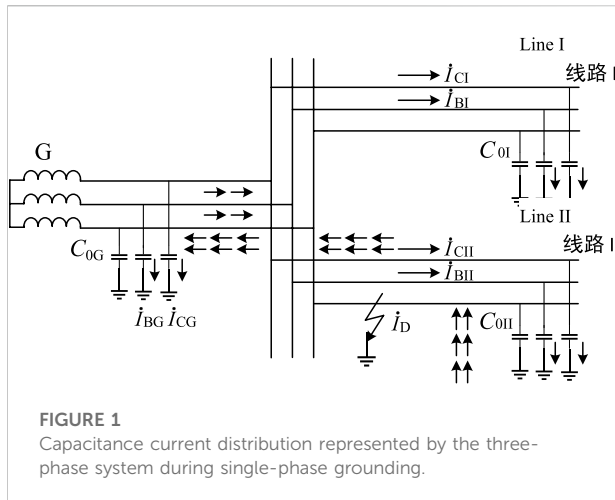 Line I
İCI
线路 I
İBI
G
C0I
Line II
C0G
İCII
线路 I
İBII
İBG İCG
İD
C0II
FIGURE 1
Capacitance current distribution represented by the three-
phase system during single-phase grounding.